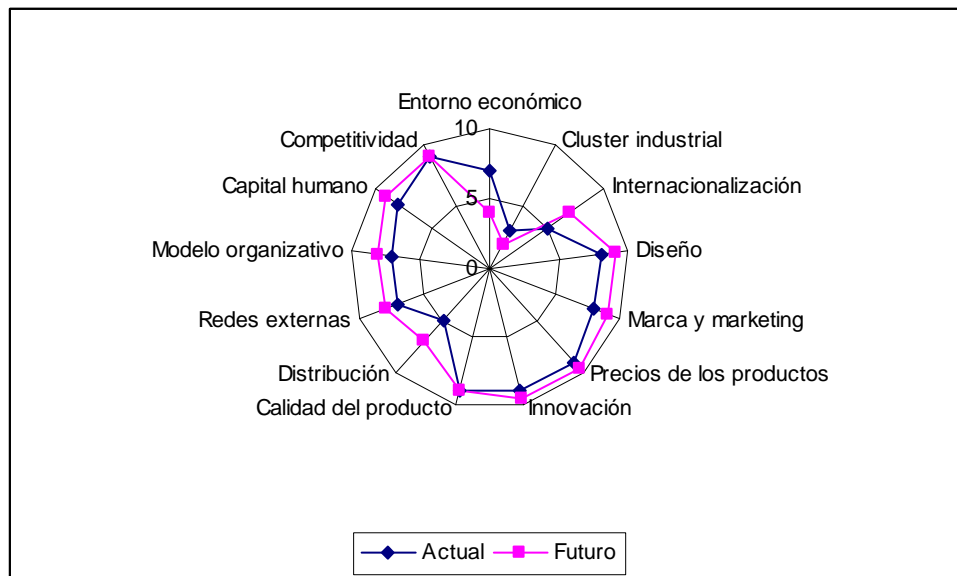 Entorno económico
Cluster industrial
Internacionalización
Diseño
Marca y marketing
Precios de los productos
Innovación
Calidad del producto
Distribución
Redes externas
Modelo organizativo
Capital humano
Competitividad
10
5
0
Actual
Futuro